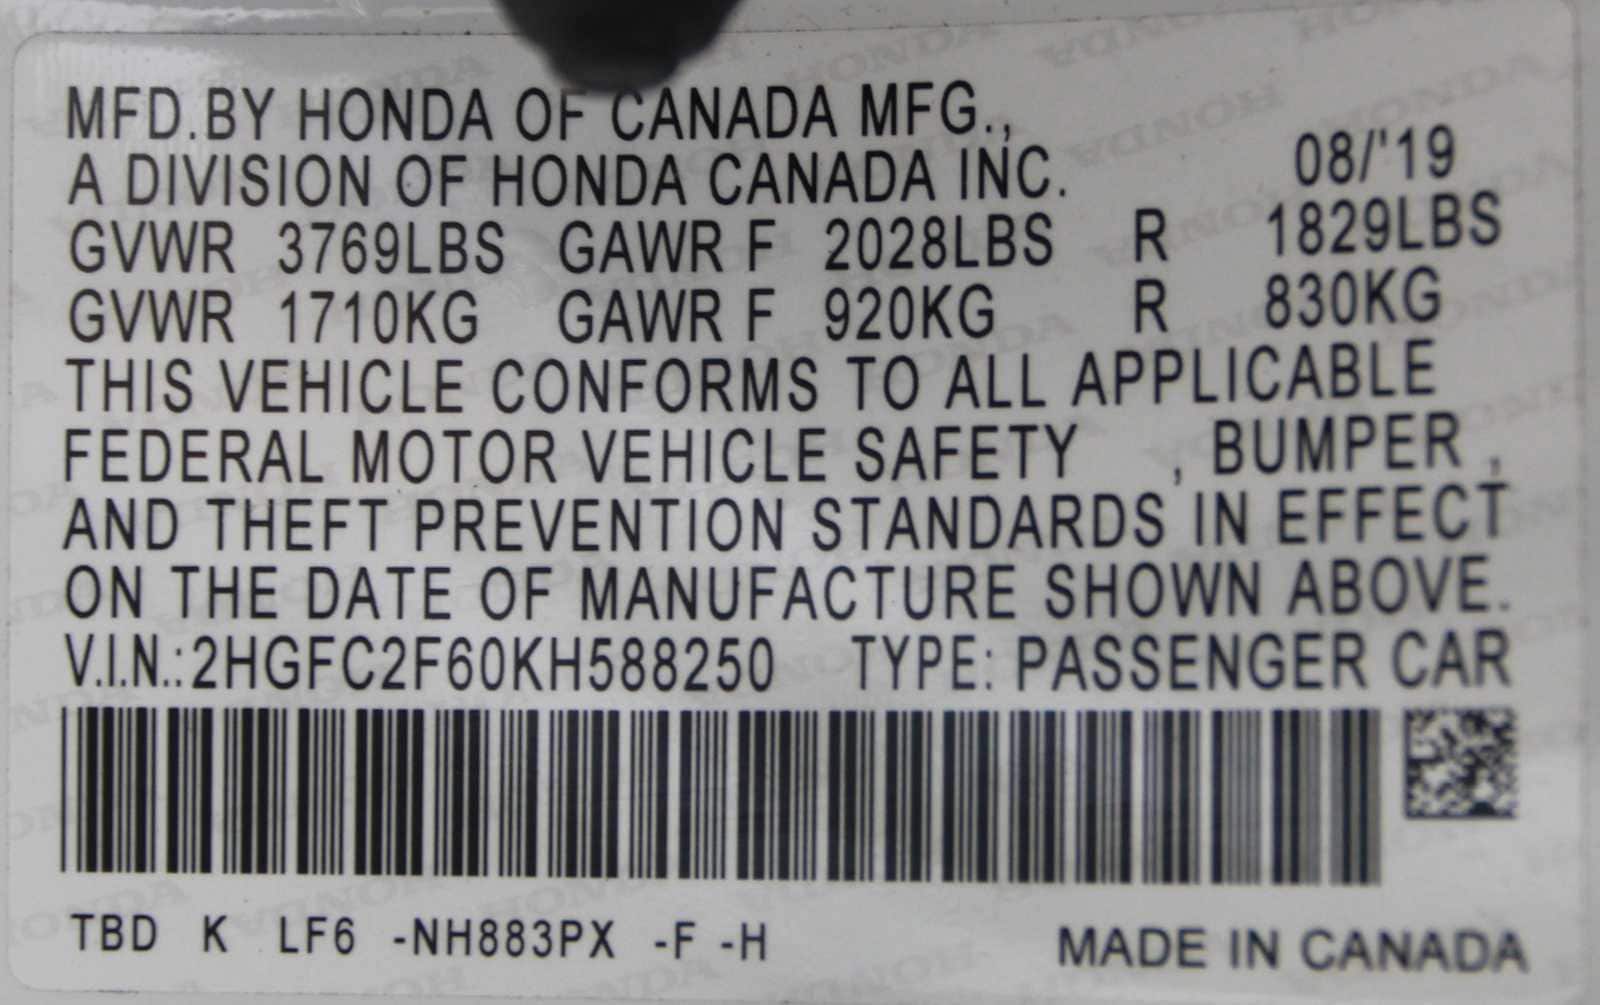 MFD.BY HONDA OF CANADA MFG.,
A DIVISION OF HONDA CANADA INC. 08/'19
GVWR 3769LBS GAWR F 2028LBS R 1829LBS
GVWR 1710KG GAWR F 920KG R 830KG
THIS VEHICLE CONFORMS TO ALL APPLICABLE
FEDERAL MOTOR VEHICLE SAFETY , BUMPER ,
AND THEFT PREVENTION STANDARDS IN EFFECT
ON THE DATE OF MANUFACTURE SHOWN ABOVE.
V.I.N.:2HGFC2F60KH588250 TYPE: PASSENGER CAR
TBD K LF6 -NH883PX -F -H MADE IN CANADA